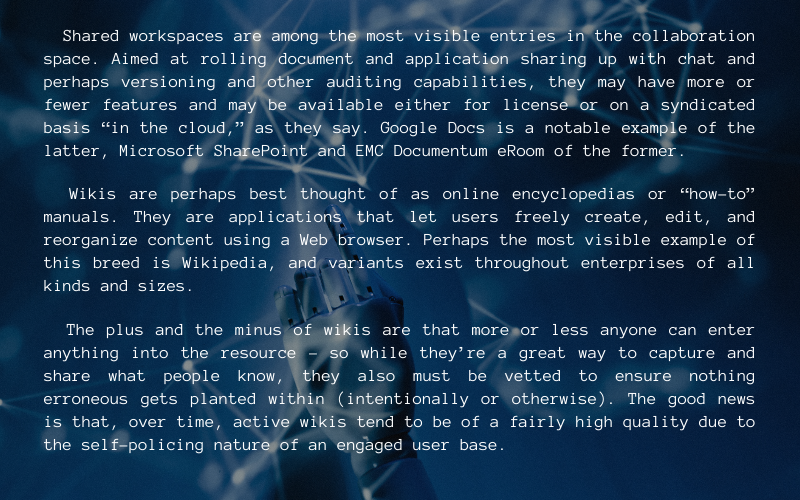 Shared workspaces are among the most visible entries in the collaboration
space. Aimed at rolling document and application sharing up with chat and
perhaps versioning and other auditing capabilities, they may have more or
fewer features and may be available either for license or on a syndicated
basis “in the cloud,” as they say. Google Docs is a notable example of the
latter, Microsoft SharePoint and EMC Documentum eRoom of the former.
Wikis are perhaps best thought of as online encyclopedias or “how-to”
manuals. They are applications that let users freely create, edit, and
reorganize content using a Web browser. Perhaps the most visible example of
this breed is Wikipedia, and variants exist throughout enterprises of all
kinds and sizes.
The plus and the minus of wikis are that more or less anyone can enter
anything into the resource – so while they’re a great way to capture and
share what people know, they also must be vetted to ensure nothing
erroneous gets planted within (intentionally or otherwise). The good news
is that, over time, active wikis tend to be of a fairly high quality due to
the self-policing nature of an engaged user base.